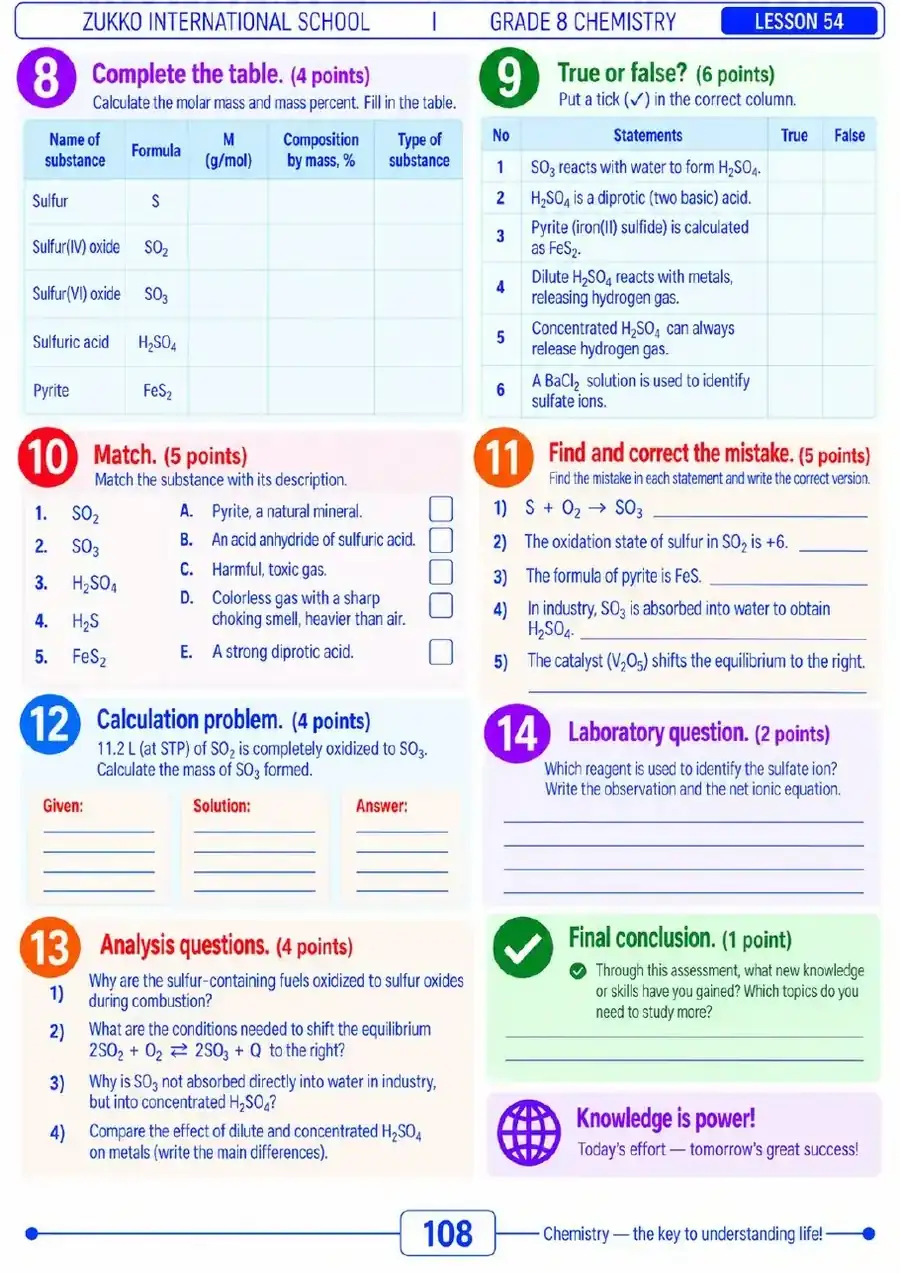 ZUKKO INTERNATIONAL SCHOOL | GRADE 8 CHEMISTRY LESSON 54
8 Complete the table. (4 points)
Calculate the molar mass and mass percent. Fill in the table.
Name of substance | Formula | M (g/mol) | Composition by mass, % | Type of substance
Sulfur S
Sulfur(IV) oxide SO₂
Sulfur(VI) oxide SO₃
Sulfuric acid H₂SO₄
Pyrite FeS₂
9 True or false? (6 points)
Put a tick (✓) in the correct column.
No | Statements | True | False
1 SO₃ reacts with water to form H₂SO₄.
2 H₂SO₄ is a diprotic (two basic) acid.
3 Pyrite (iron(II) sulfide) is calculated
as FeS₂.
4 Dilute H₂SO₄ reacts with metals,
releasing hydrogen gas.
5 Concentrated H₂SO₄ can always
release hydrogen gas.
6 A BaCl₂ solution is used to identify
sulfate ions.
10 Match. (5 points)
Match the substance with its description.
1. SO₂
2. SO₃
3. H₂SO₄
4. H₂S
5. FeS₂
A. Pyrite, a natural mineral.
B. An acid anhydride of sulfuric acid.
C. Harmful, toxic gas.
D. Colorless gas with a sharp
choking smell, heavier than air.
E. A strong diprotic acid.
11 Find and correct the mistake. (5 points)
Find the mistake in each statement and write the correct version.
1) S + O₂ → SO₃
2) The oxidation state of sulfur in SO₂ is +6.
3) The formula of pyrite is FeS.
4) In industry, SO₃ is absorbed into water to obtain
H₂SO₄.
5) The catalyst (V₂O₅) shifts the equilibrium to the right.
12 Calculation problem. (4 points)
11.2 L (at STP) of SO₂ is completely oxidized to SO₃.
Calculate the mass of SO₃ formed.
Given: Solution: Answer:
14 Laboratory question. (2 points)
Which reagent is used to identify the sulfate ion?
Write the observation and the net ionic equation.
13 Analysis questions. (4 points)
1) Why are the sulfur-containing fuels oxidized to sulfur oxides
during combustion?
2) What are the conditions needed to shift the equilibrium
2SO₂ + O₂ ⇄ 2SO₃ + Q to the right?
3) Why is SO₃ not absorbed directly into water in industry,
but into concentrated H₂SO₄?
4) Compare the effect of dilute and concentrated H₂SO₄
on metals (write the main differences).
Final conclusion. (1 point)
Through this assessment, what new knowledge
or skills have you gained? Which topics do you
need to study more?
Knowledge is power!
Today's effort — tomorrow's great success!
108
Chemistry — the key to understanding life!